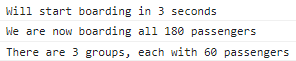 Will start boarding in 3 seconds
We are now boarding all 180 passengers
There are 3 groups, each with 60 passengers